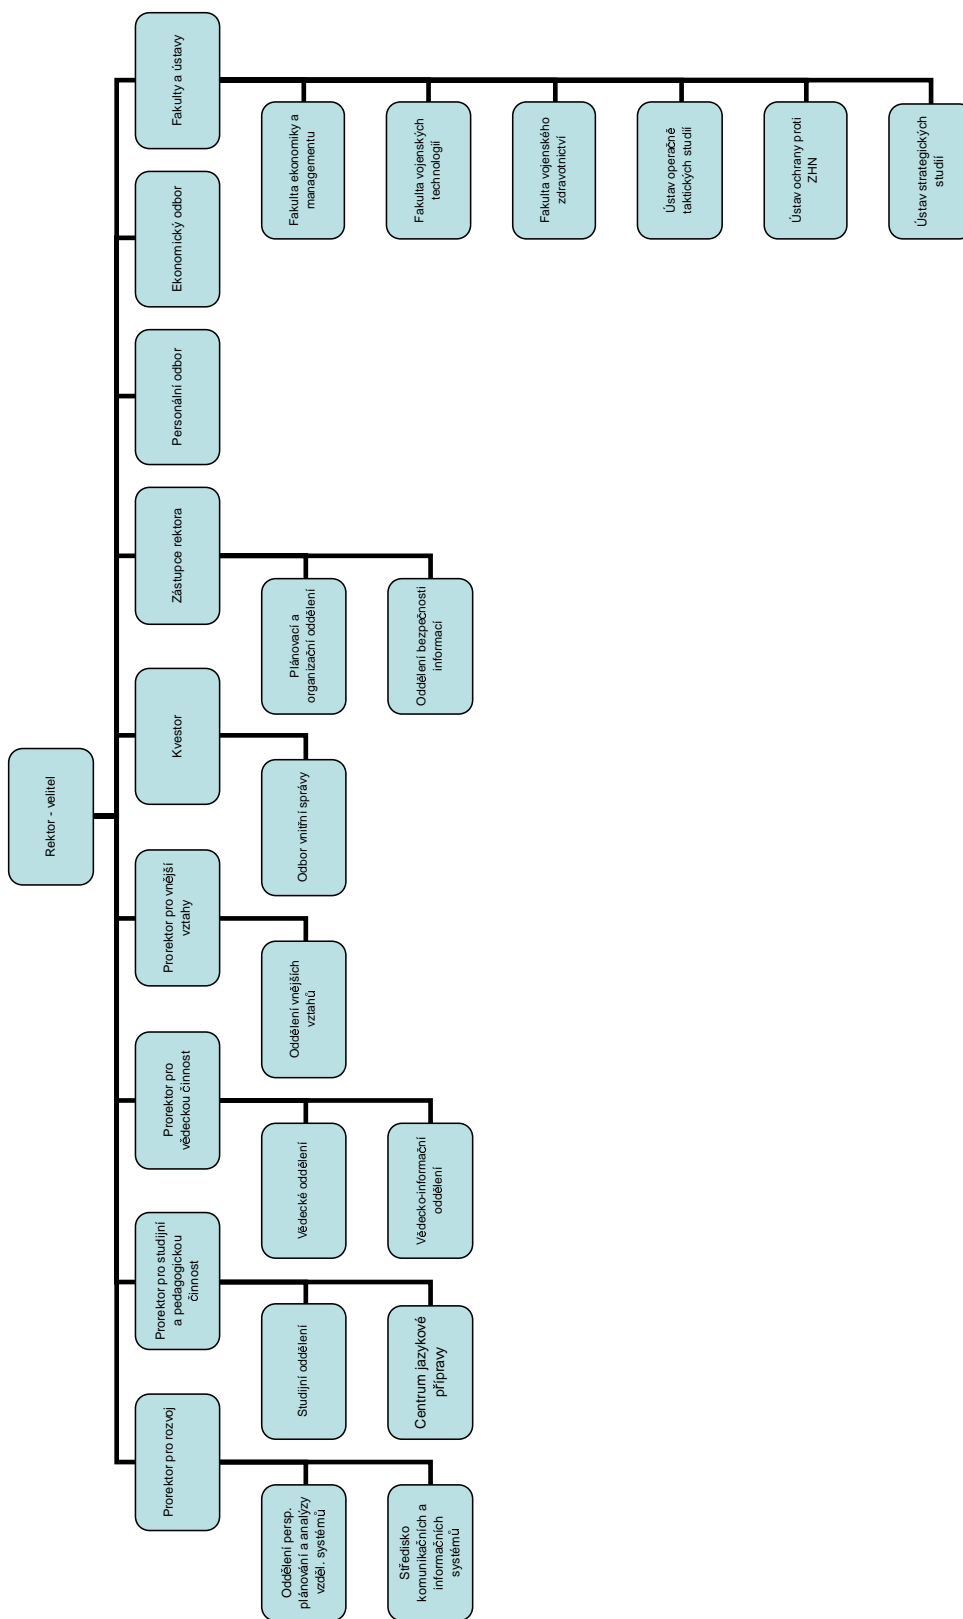 Rektor - velitel
Prorektor pro rozvoj
Prorektor pro studijní
a pedagogickou
činnost
Prorektor pro
vědeckou činnost
Prorektor pro vnější
vztahy
Kvestor
Zástupce rektora
Personální odbor
Ekonomický odbor
Fakulty a ústavy
Oddělení persp.
plánování a analýzy
vzděl. systémů
Středisko
komunikačních a
informačních
systémů
Studijní oddělení
Centrum jazykové
přípravy
Vědecké oddělení
Vědecko-informační
oddělení
Oddělení vnějších
vztahů
Odbor vnitřní správy
Plánovací a
organizační oddělení
Oddělení bezpečnosti
informací
Fakulta ekonomiky a
managementu
Fakulta vojenských
technologií
Fakulta vojenského
zdravotnictví
Ústav operačně
taktických studií
Ústav ochrany proti
ZHN
Ústav strategických
studií